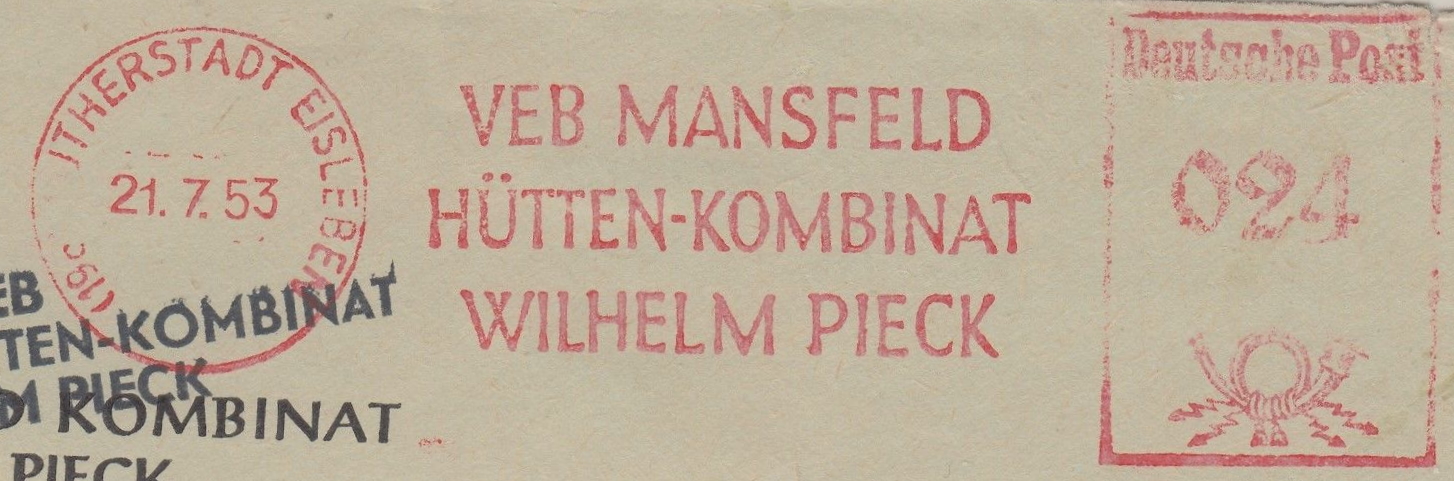 (19c ITHERSTADT EISLEBEN
21.7.53
VEB MANSFELD
HÜTTEN-KOMBINAT
WILHELM PIECK
Deutsche Post
024
EB
TEN-KOMBINAT
M PIECK
D KOMBINAT
PIECK